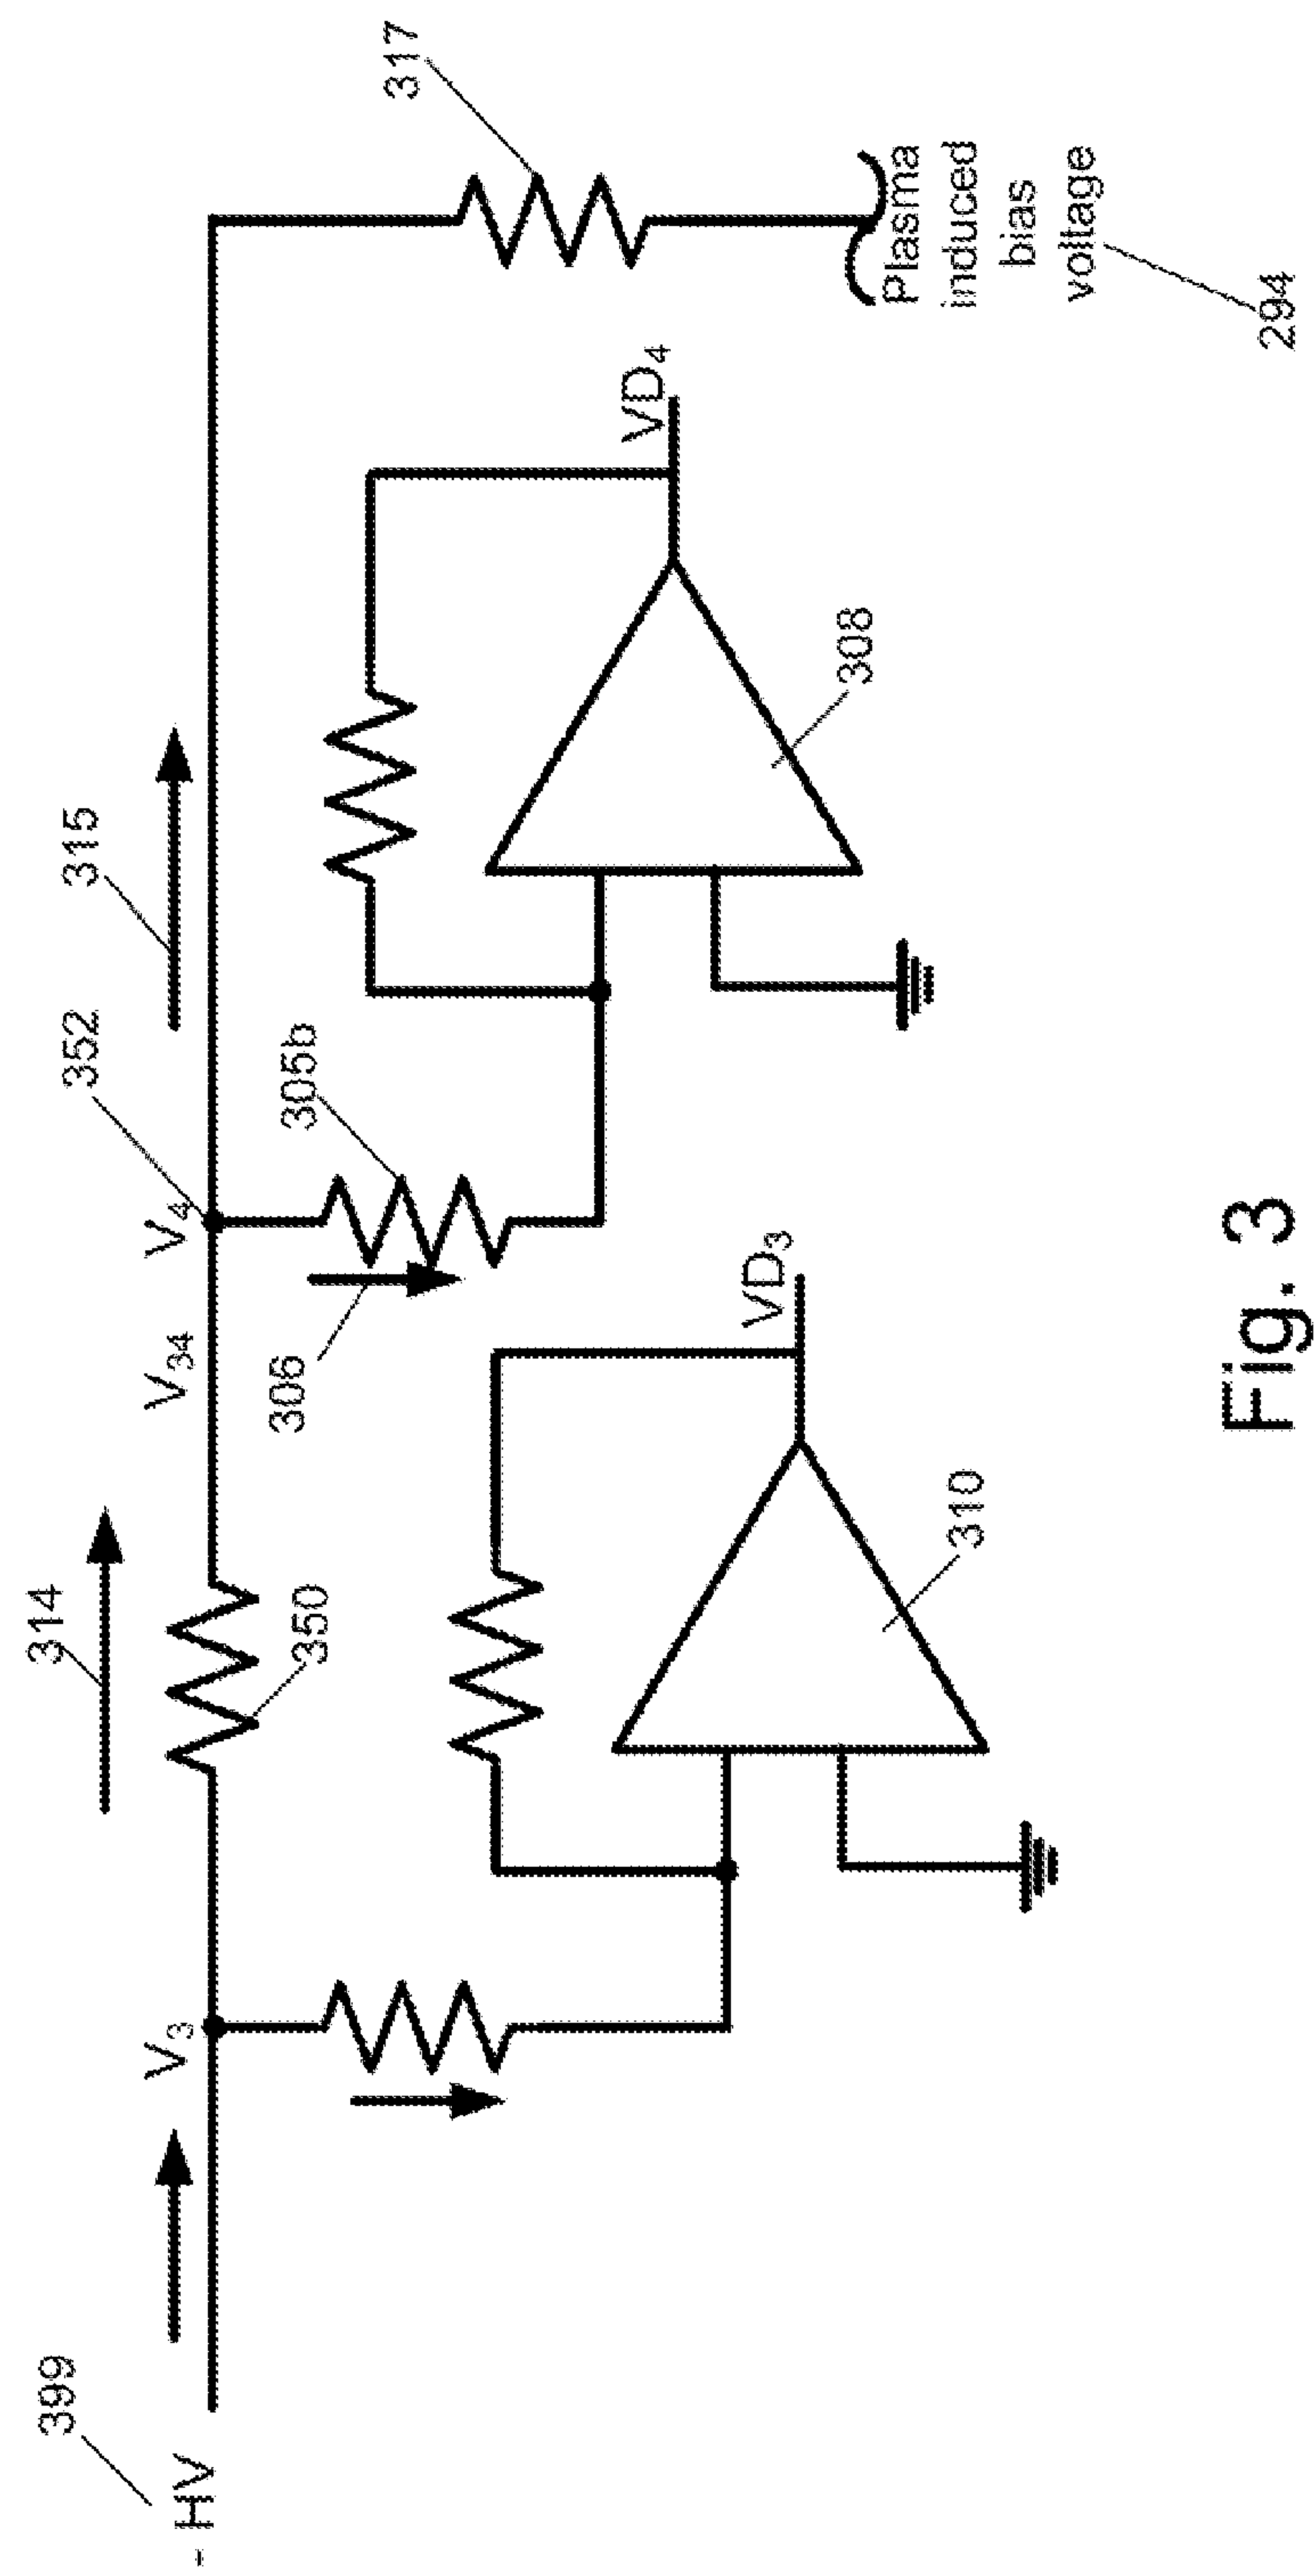 399
- HV
V3
314
350
V34
V4
352
315
306
305b
310
VD3
308
VD4
317
Plasma
induced
bias
voltage
294
Fig. 3